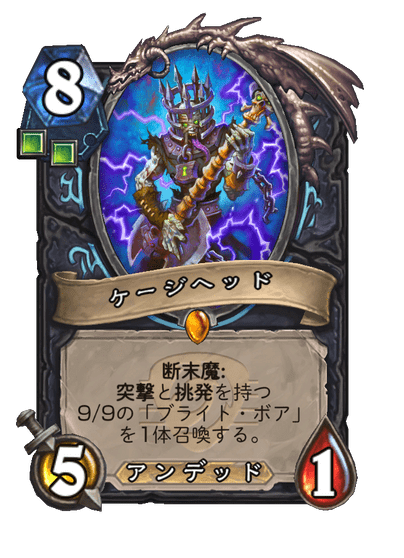 8
ケージヘッド
断末魔:
突撃と挑発を持つ
9/9の「ブライト・ボア」
を1体召喚する。
5
アンデッド
1